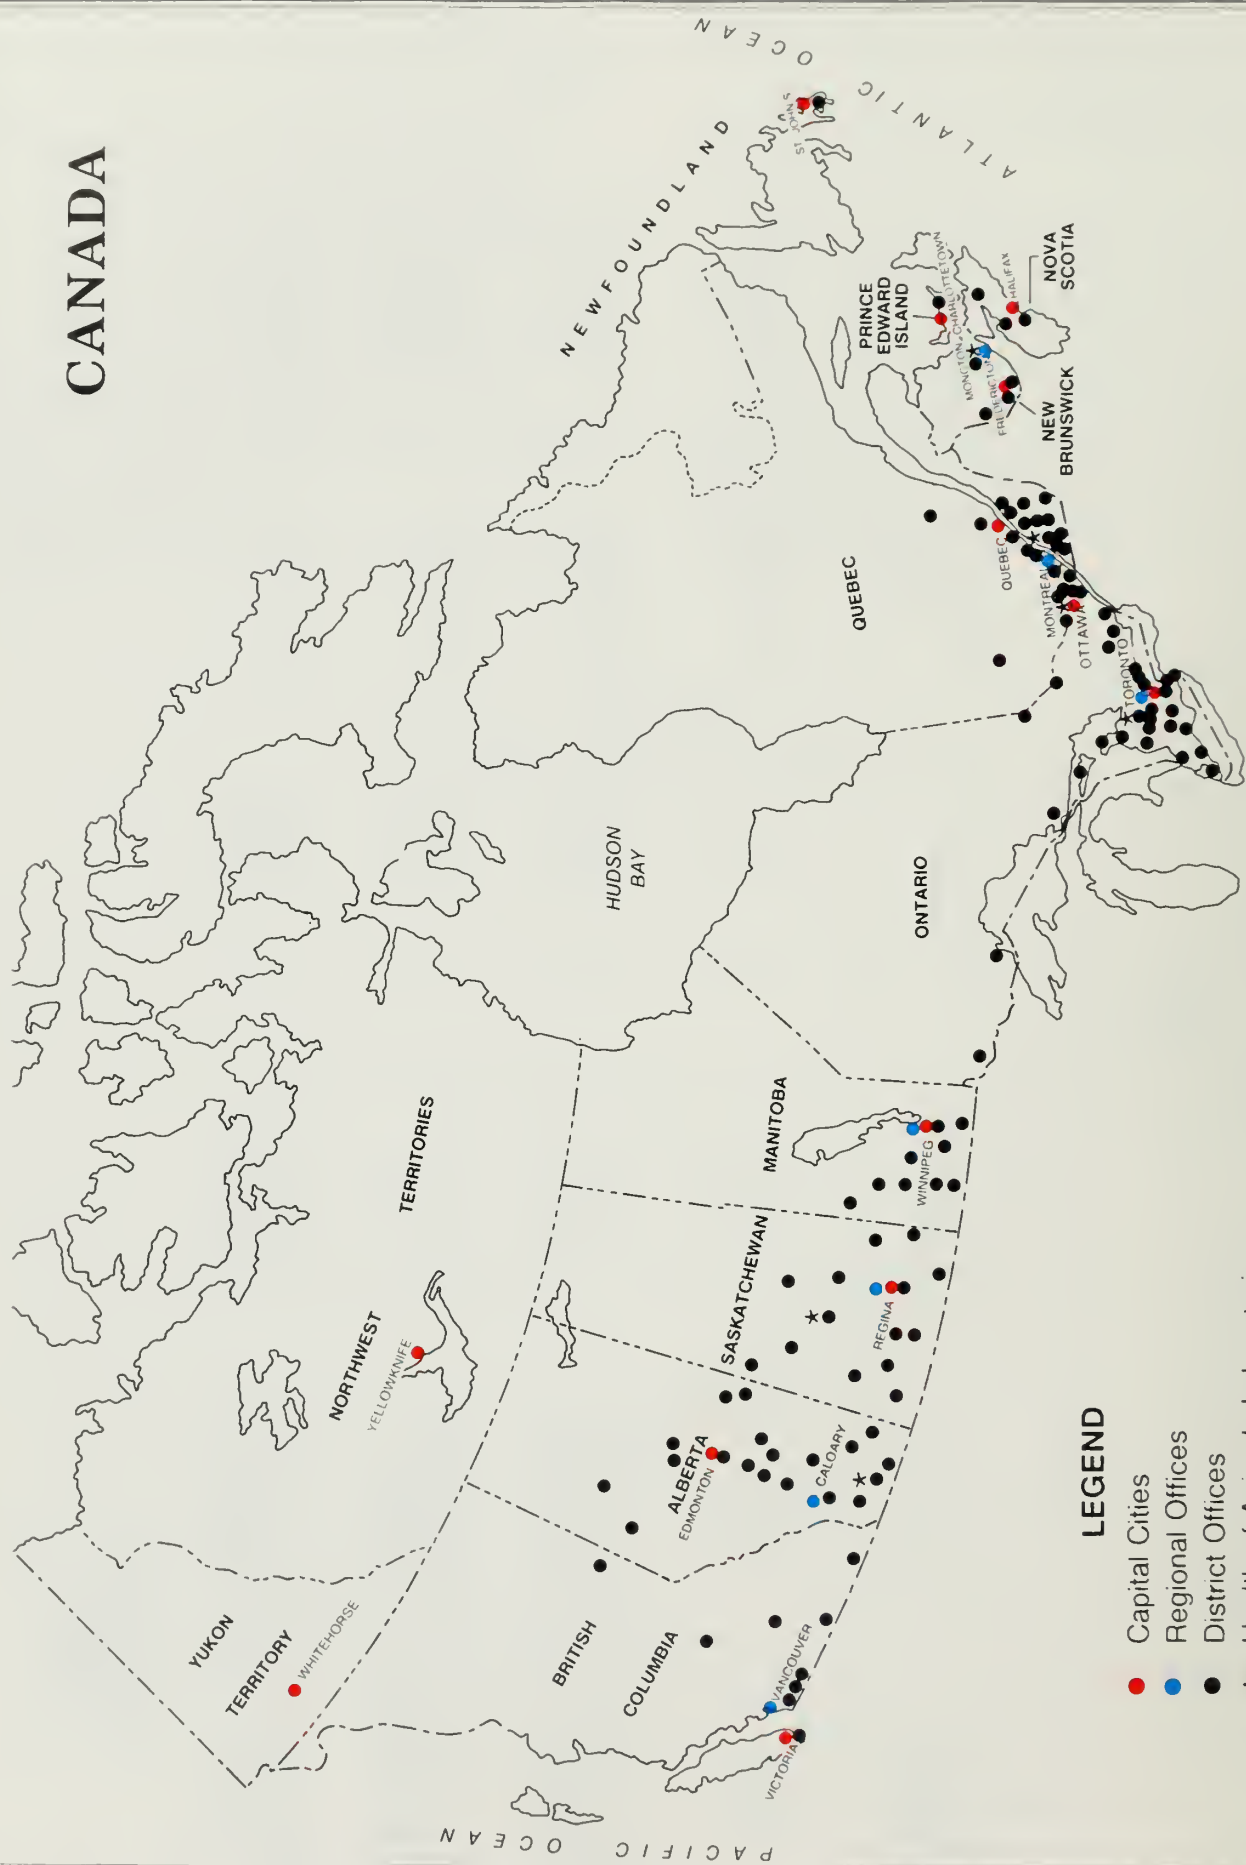 CANADA
ATLANTIC OCEAN
NEWFOUNDLAND
ST. JOHN'S
PRINCE
EDWARD
ISLAND
CHARLOTTETOWN
MONCTON
FREDERICTON
HALIFAX
NOVA
SCOTIA
NEW
BRUNSWICK
QUEBEC
QUEBEC
MONTREAL
OTTAWA
TORONTO
HUDSON
BAY
ONTARIO
MANITOBA
WINNIPEG
TERRITORIES
NORTHWEST
YELLOWKNIFE
SASKATCHEWAN
REGINA
ALBERTA
EDMONTON
CALGARY
YUKON
TERRITORY
WHITEHORSE
BRITISH
COLUMBIA
VANCOUVER
VICTORIA
PACIFIC OCEAN
LEGEND
Capital Cities
Regional Offices
District Offices